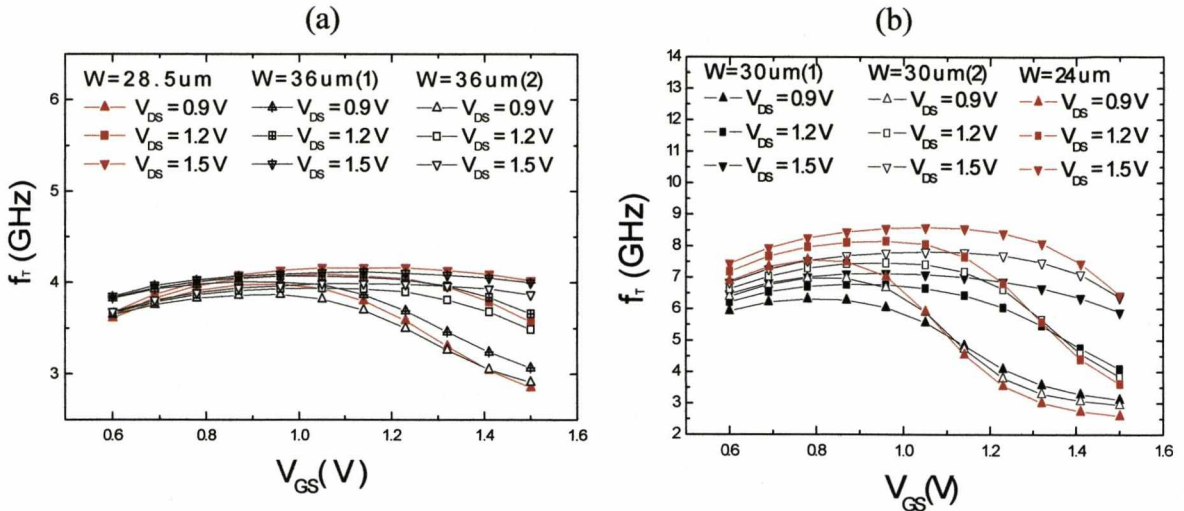 (a)
W=28.5um W=36um(1) W=36um(2)
V_DS=0.9V V_DS=0.9V V_DS=0.9V
V_DS=1.2V V_DS=1.2V V_DS=1.2V
V_DS=1.5V V_DS=1.5V V_DS=1.5V
f_T (GHz)
6
5
4
3
0.6 0.8 1.0 1.2 1.4 1.6
V_GS(V)
(b)
W=30um(1) W=30um(2) W=24um
V_DS=0.9V V_DS=0.9V V_DS=0.9V
V_DS=1.2V V_DS=1.2V V_DS=1.2V
V_DS=1.5V V_DS=1.5V V_DS=1.5V
f_T (GHz)
14
13
12
11
10
9
8
7
6
5
4
3
2
0.6 0.8 1.0 1.2 1.4 1.6
V_GS(V)